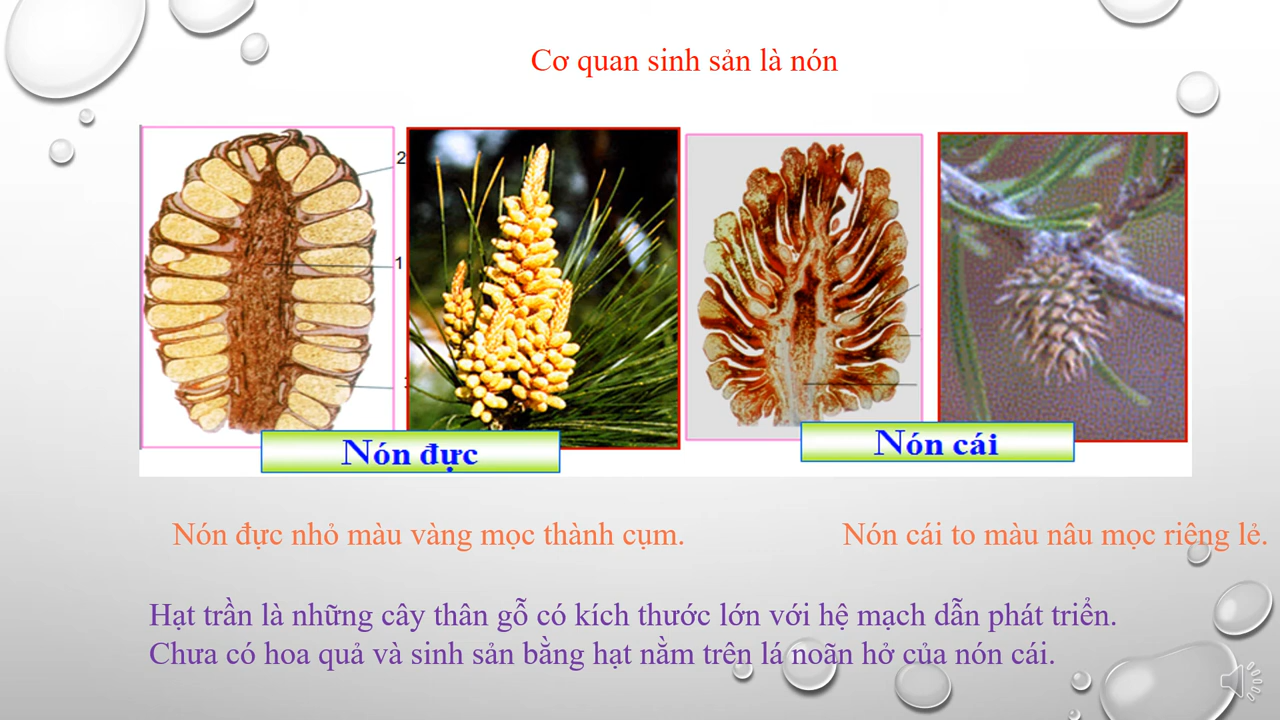 Cơ quan sinh sản là nón
2
1
Nón đực
Nón cái
Nón đực nhỏ màu vàng mọc thành cụm.
Nón cái to màu nâu mọc riêng lẻ.
Hạt trần là những cây thân gỗ có kích thước lớn với hệ mạch dẫn phát triển.
Chưa có hoa quả và sinh sản bằng hạt nằm trên lá noãn hở của nón cái.